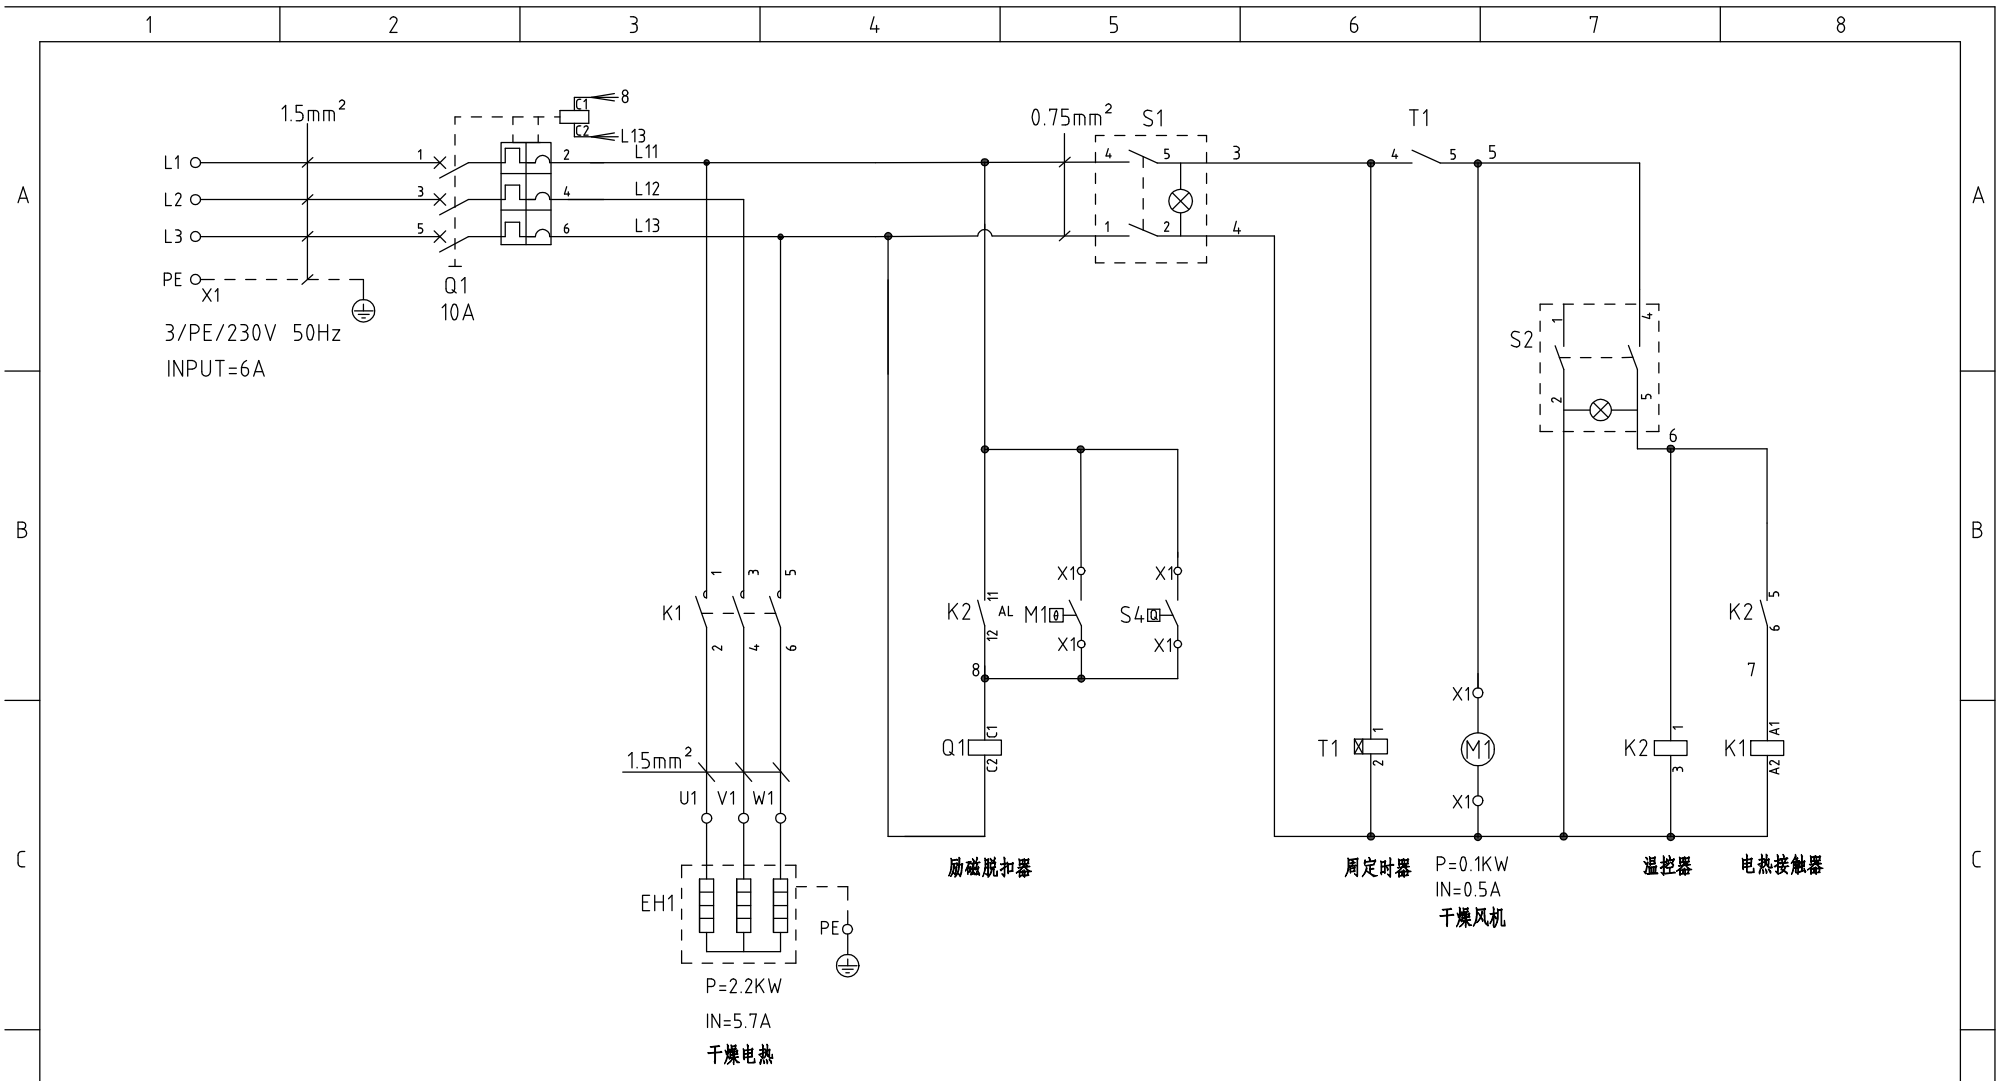 1 2 3 4 5 6 7 8
1.5mm² C1 8 0.75mm² S1 T1
C2 L13
L1 1 2 L11 4 5 3 4 5 5
A L2 3 4 L12 A
L3 5 6 L13 1 2 4
PE X1 Q1
10A
3/PE/230V 50Hz
INPUT=6A
S2 1 4
2 5
6
B B
X1 X1
K1 1 3 5
2 4 6
K2 11 AL M1 θ S4 Q K2 5
12 6
X1 X1
8 7
X1
1.5mm² Q1 C1 T1 1 M1 K2 1 K1 A1
C2 2 3 A2
U1 V1 W1 X1
C C
励磁脱扣器 周定时器 P=0.1KW 温控器 电热接触器
IN=0.5A
干燥风机
EH1 PE
P=2.2KW
IN=5.7A
干燥电热